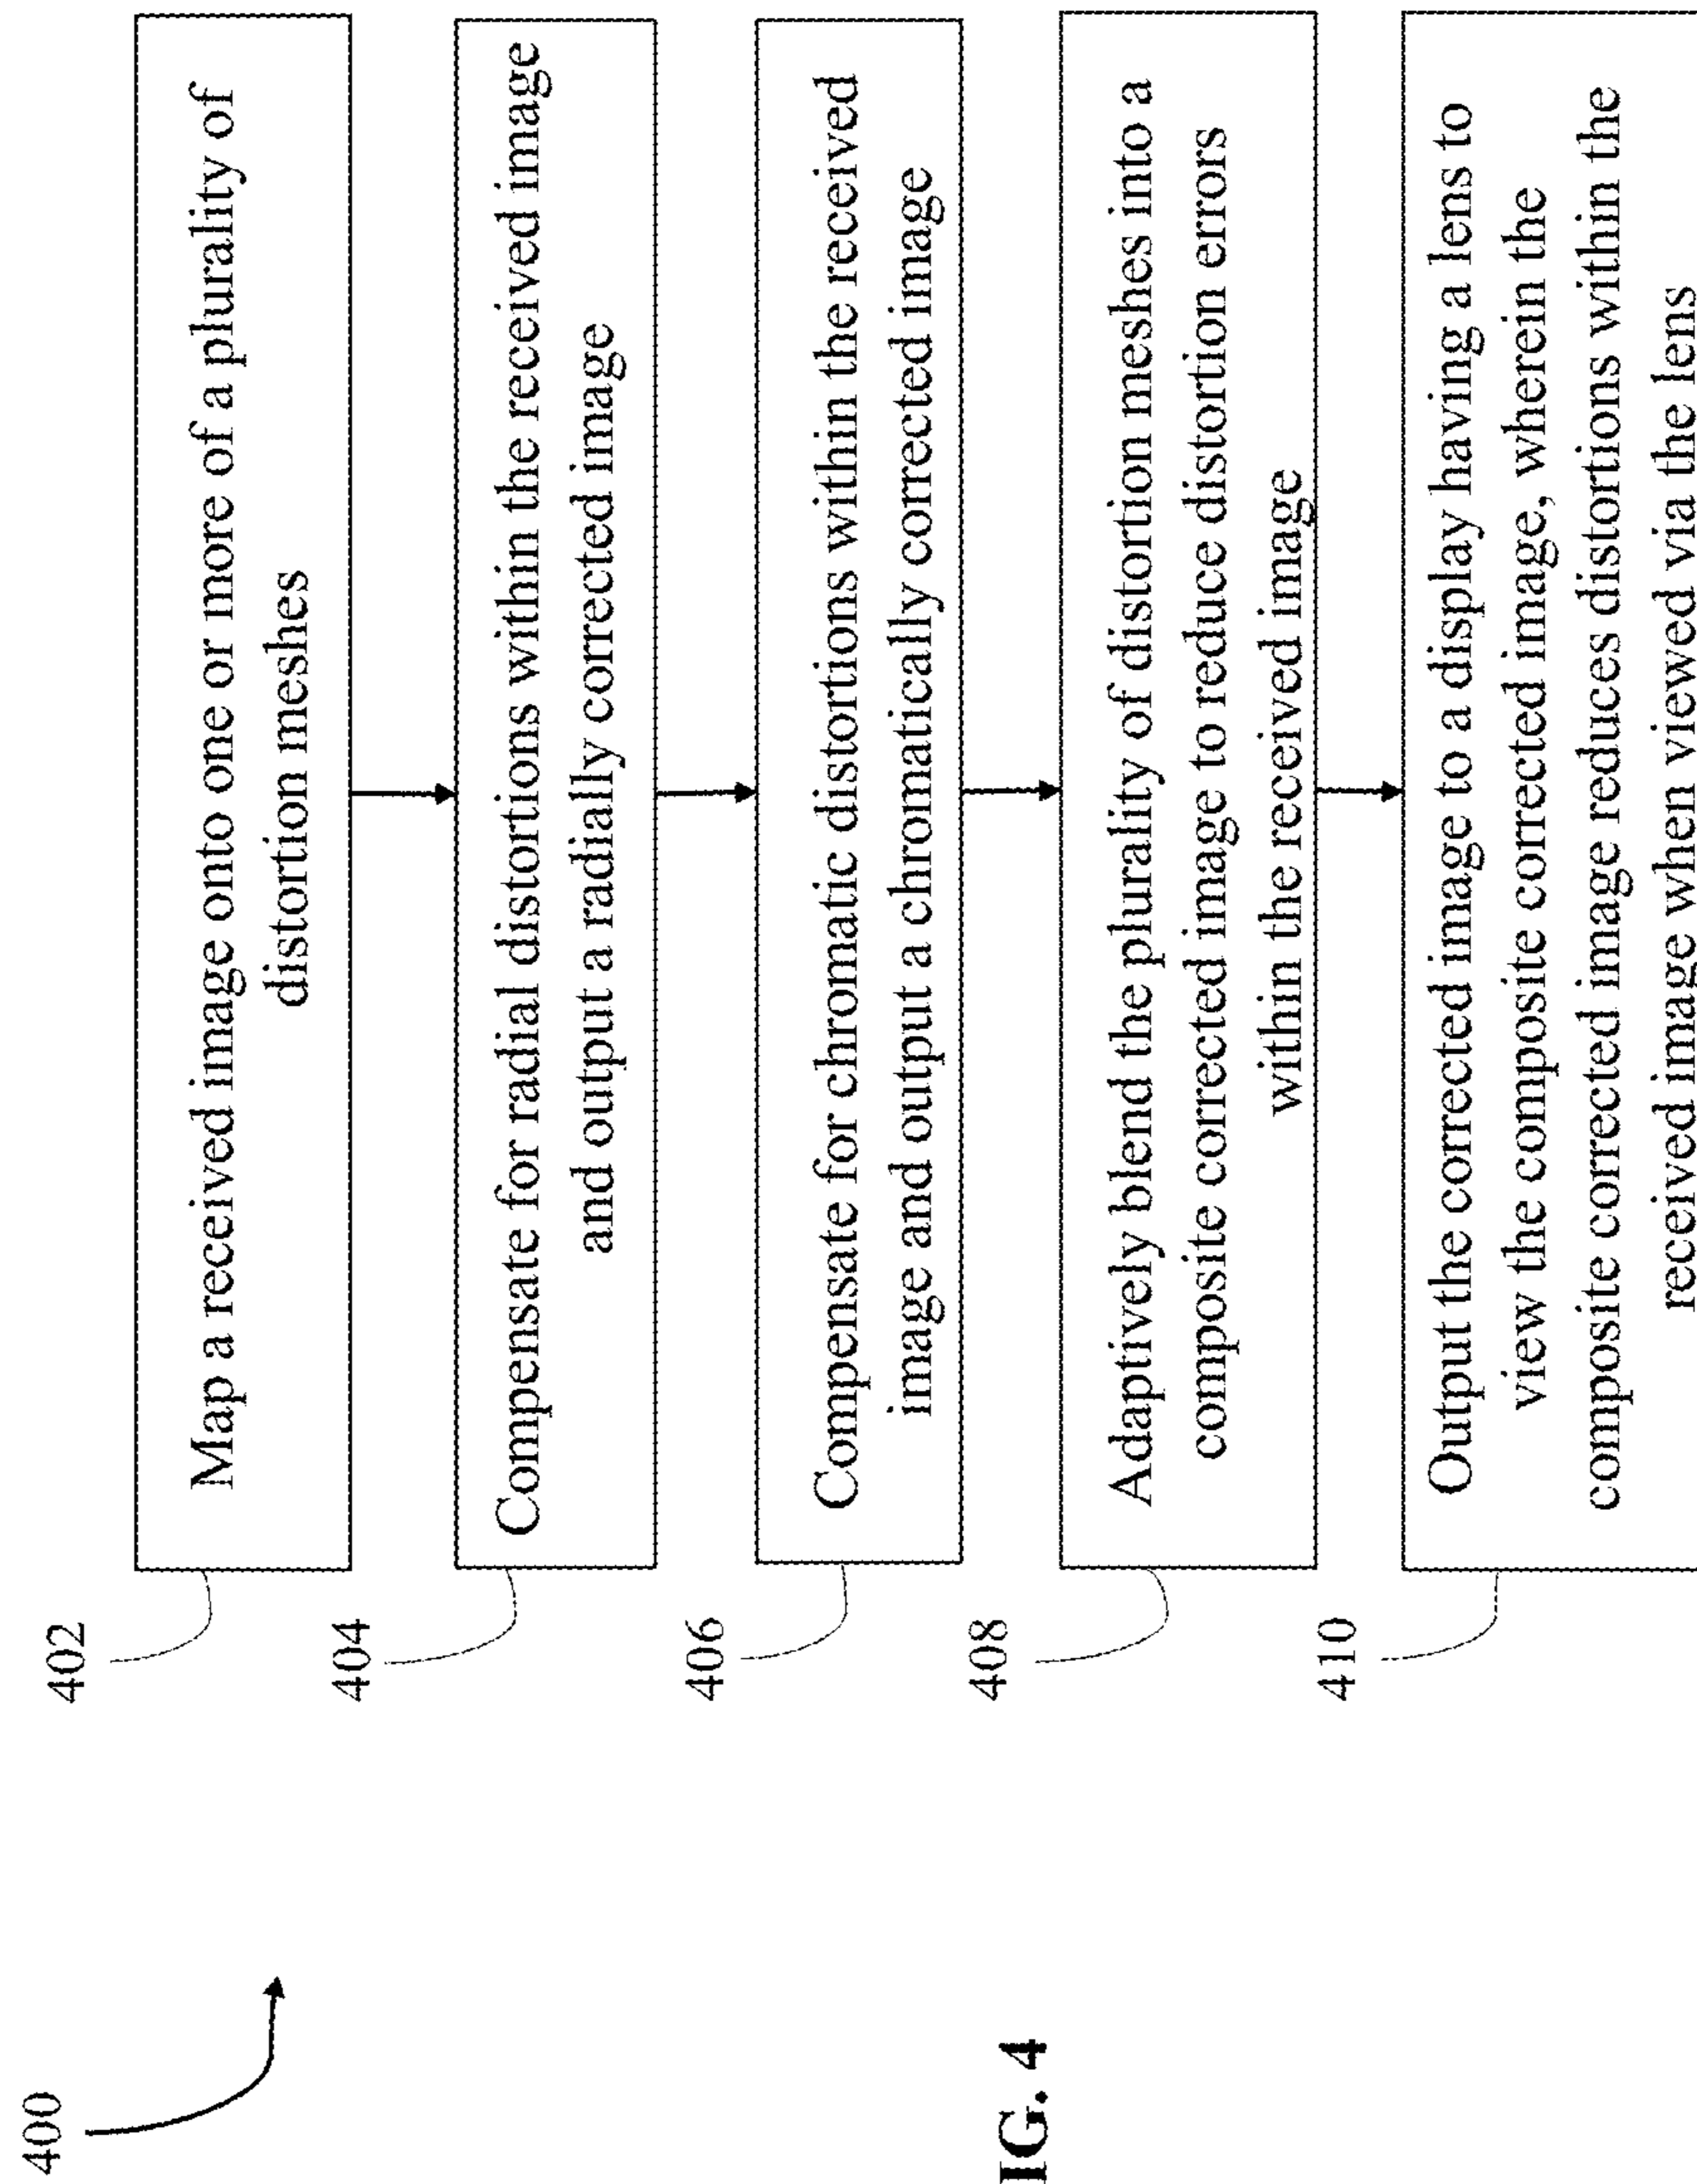 400
402
Map a received image onto one or more of a plurality of
distortion meshes
404
Compensate for radial distortions within the received image
and output a radially corrected image
406
Compensate for chromatic distortions within the received
image and output a chromatically corrected image
408
Adaptively blend the plurality of distortion meshes into a
composite corrected image to reduce distortion errors
within the received image
410
Output the corrected image to a display having a lens to
view the composite corrected image, wherein the
composite corrected image reduces distortions within the
received image when viewed via the lens
IG. 4